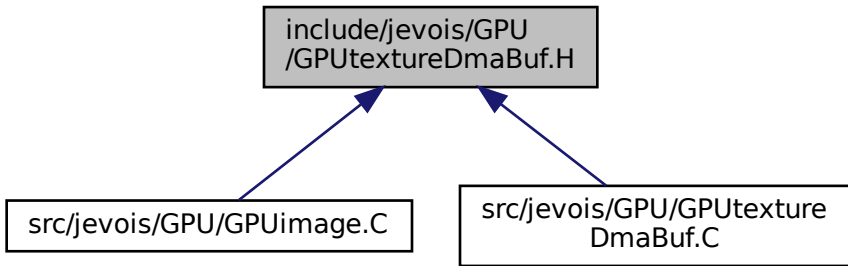 include/jevois/GPU
/GPUtextureDmaBuf.H
src/jevois/GPU/GPUimage.C
src/jevois/GPU/GPUtexture
DmaBuf.C